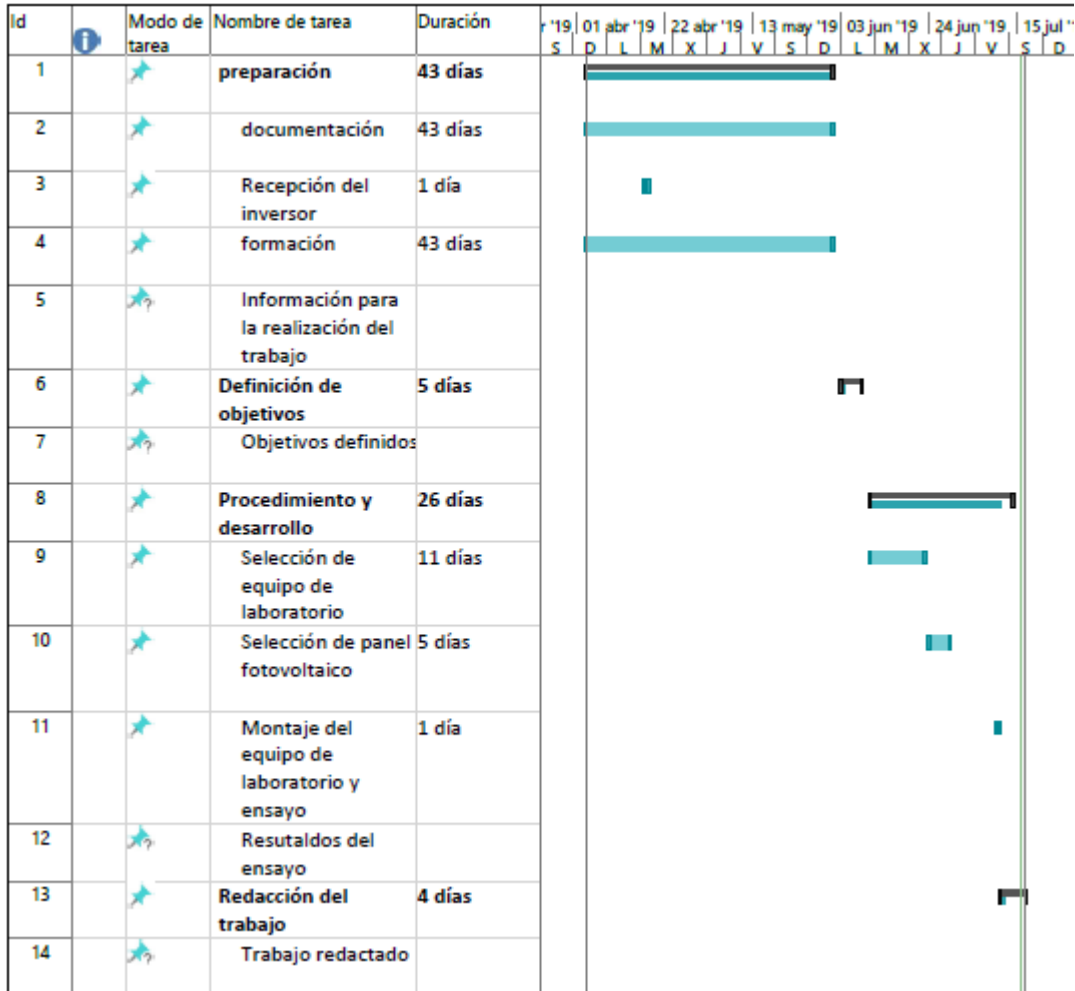 Id Modo de Nombre de tarea Duración r '19 01 abr '19 22 abr '19 13 may '19 03 jun '19 24 jun '19 15 jul '1
tarea S D L M X J V S D L M X J V S D
1 preparación 43 días
2 documentación 43 días
3 Recepción del 1 día
inversor
4 formación 43 días
5 Información para
la realización del
trabajo
6 Definición de 5 días
objetivos
7 Objetivos definidos
8 Procedimiento y 26 días
desarrollo
9 Selección de 11 días
equipo de
laboratorio
10 Selección de panel 5 días
fotovoltaico
11 Montaje del 1 día
equipo de
laboratorio y
ensayo
12 Resutaldos del
ensayo
13 Redacción del 4 días
trabajo
14 Trabajo redactado